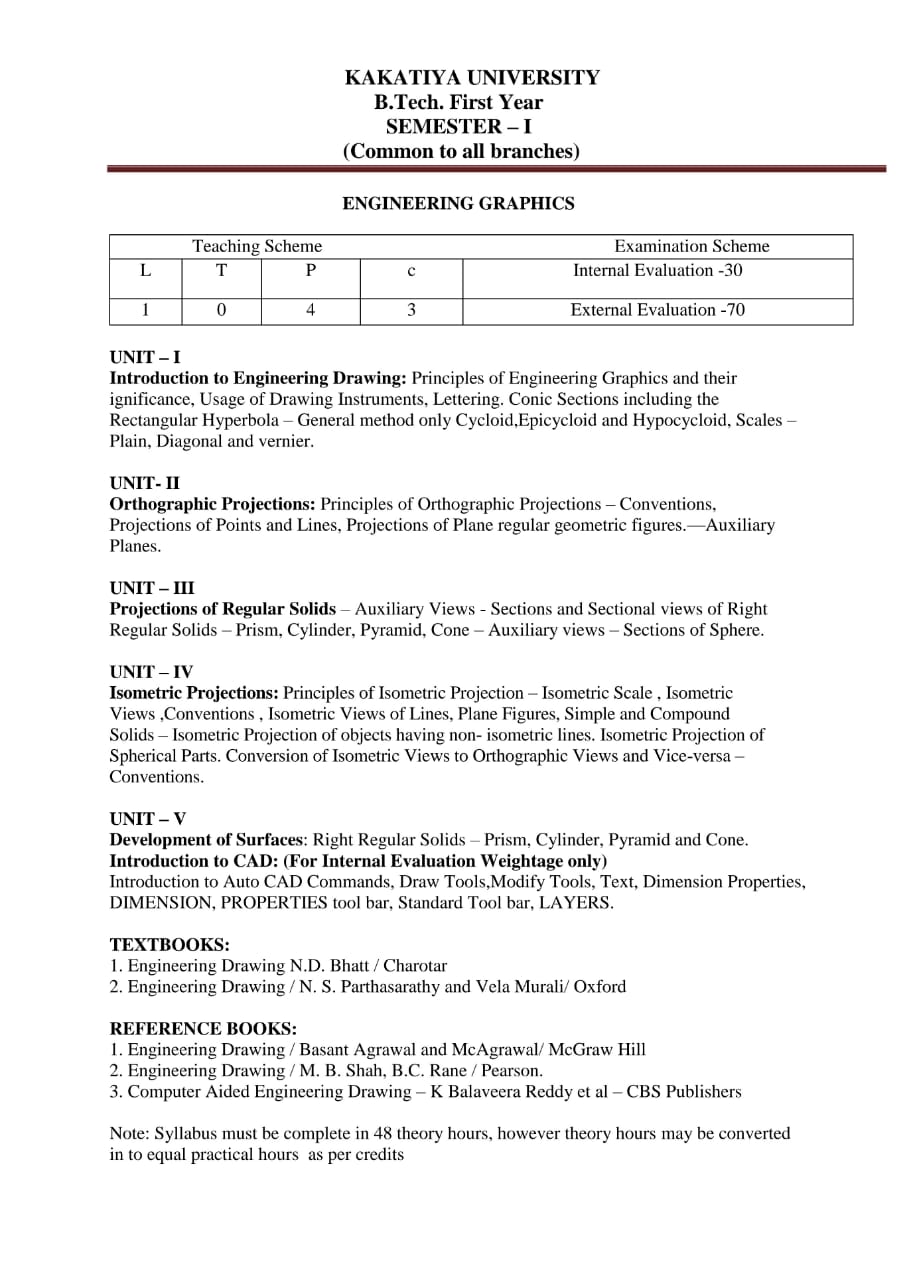 KAKATIYA UNIVERSITY
B.Tech. First Year
SEMESTER – I
(Common to all branches)
ENGINEERING GRAPHICS
Teaching Scheme Examination Scheme
L T P c Internal Evaluation -30
1 0 4 3 External Evaluation -70
UNIT – I
Introduction to Engineering Drawing: Principles of Engineering Graphics and their
ignificance, Usage of Drawing Instruments, Lettering. Conic Sections including the
Rectangular Hyperbola – General method only Cycloid,Epicycloid and Hypocycloid, Scales –
Plain, Diagonal and vernier.
UNIT- II
Orthographic Projections: Principles of Orthographic Projections – Conventions,
Projections of Points and Lines, Projections of Plane regular geometric figures.—Auxiliary
Planes.
UNIT – III
Projections of Regular Solids – Auxiliary Views - Sections and Sectional views of Right
Regular Solids – Prism, Cylinder, Pyramid, Cone – Auxiliary views – Sections of Sphere.
UNIT – IV
Isometric Projections: Principles of Isometric Projection – Isometric Scale , Isometric
Views ,Conventions , Isometric Views of Lines, Plane Figures, Simple and Compound
Solids – Isometric Projection of objects having non- isometric lines. Isometric Projection of
Spherical Parts. Conversion of Isometric Views to Orthographic Views and Vice-versa –
Conventions.
UNIT – V
Development of Surfaces: Right Regular Solids – Prism, Cylinder, Pyramid and Cone.
Introduction to CAD: (For Internal Evaluation Weightage only)
Introduction to Auto CAD Commands, Draw Tools,Modify Tools, Text, Dimension Properties,
DIMENSION, PROPERTIES tool bar, Standard Tool bar, LAYERS.
TEXTBOOKS:
1. Engineering Drawing N.D. Bhatt / Charotar
2. Engineering Drawing / N. S. Parthasarathy and Vela Murali/ Oxford
REFERENCE BOOKS:
1. Engineering Drawing / Basant Agrawal and McAgrawal/ McGraw Hill
2. Engineering Drawing / M. B. Shah, B.C. Rane / Pearson.
3. Computer Aided Engineering Drawing – K Balaveera Reddy et al – CBS Publishers
Note: Syllabus must be complete in 48 theory hours, however theory hours may be converted
in to equal practical hours  as per credits